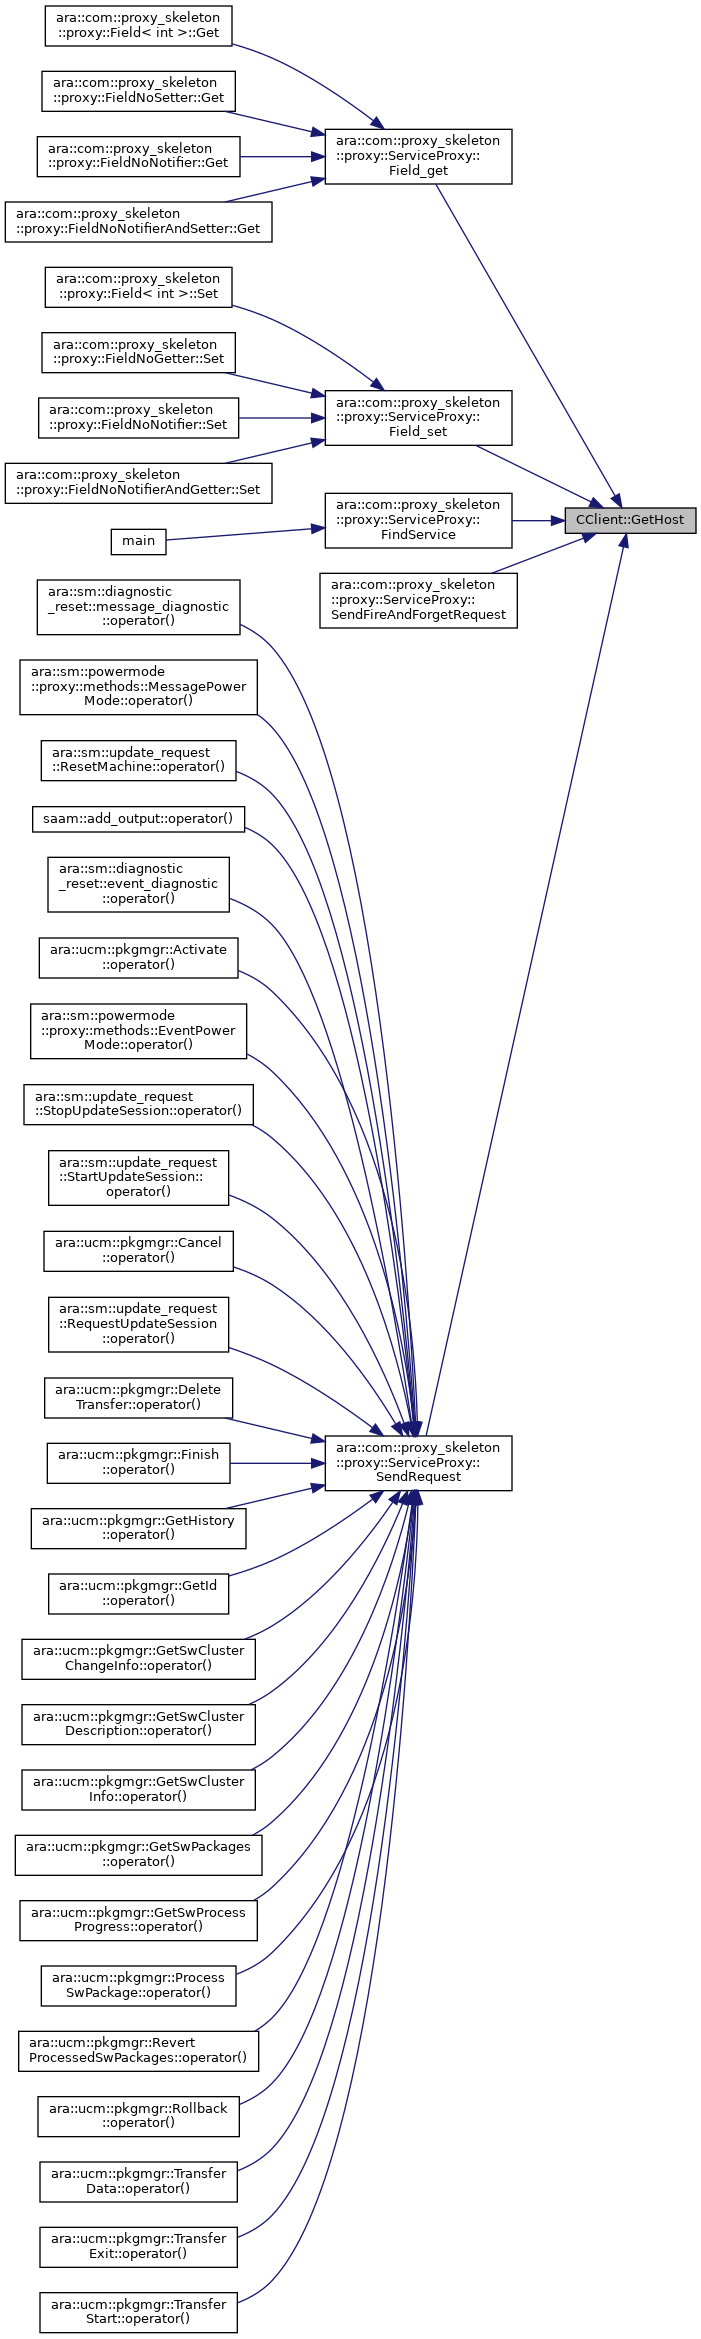 ara::com::proxy_skeleton
::proxy::Field< int >::Get
ara::com::proxy_skeleton
::proxy::FieldNoSetter::Get
ara::com::proxy_skeleton
::proxy::FieldNoNotifier::Get
ara::com::proxy_skeleton
::proxy::FieldNoNotifierAndSetter::Get
ara::com::proxy_skeleton
::proxy::ServiceProxy::
Field_get
ara::com::proxy_skeleton
::proxy::Field< int >::Set
ara::com::proxy_skeleton
::proxy::FieldNoGetter::Set
ara::com::proxy_skeleton
::proxy::FieldNoNotifier::Set
ara::com::proxy_skeleton
::proxy::FieldNoNotifierAndGetter::Set
ara::com::proxy_skeleton
::proxy::ServiceProxy::
Field_set
ara::com::proxy_skeleton
::proxy::ServiceProxy::
FindService
main
CClient::GetHost
ara::com::proxy_skeleton
::proxy::ServiceProxy::
SendFireAndForgetRequest
ara::sm::diagnostic
_reset::message_diagnostic
::operator()
ara::sm::powermode
::proxy::methods::MessagePower
Mode::operator()
ara::sm::update_request
::ResetMachine::operator()
saam::add_output::operator()
ara::sm::diagnostic
_reset::event_diagnostic
::operator()
ara::ucm::pkgmgr::Activate
::operator()
ara::sm::powermode
::proxy::methods::EventPower
Mode::operator()
ara::sm::update_request
::StopUpdateSession::operator()
ara::sm::update_request
::StartUpdateSession::
operator()
ara::ucm::pkgmgr::Cancel
::operator()
ara::sm::update_request
::RequestUpdateSession
::operator()
ara::ucm::pkgmgr::Delete
Transfer::operator()
ara::ucm::pkgmgr::Finish
::operator()
ara::com::proxy_skeleton
::proxy::ServiceProxy::
SendRequest
ara::ucm::pkgmgr::GetHistory
::operator()
ara::ucm::pkgmgr::GetId
::operator()
ara::ucm::pkgmgr::GetSwCluster
ChangeInfo::operator()
ara::ucm::pkgmgr::GetSwCluster
Description::operator()
ara::ucm::pkgmgr::GetSwCluster
Info::operator()
ara::ucm::pkgmgr::GetSwPackages
::operator()
ara::ucm::pkgmgr::GetSwProcess
Progress::operator()
ara::ucm::pkgmgr::Process
SwPackage::operator()
ara::ucm::pkgmgr::Revert
ProcessedSwPackages::operator()
ara::ucm::pkgmgr::Rollback
::operator()
ara::ucm::pkgmgr::Transfer
Data::operator()
ara::ucm::pkgmgr::Transfer
Exit::operator()
ara::ucm::pkgmgr::Transfer
Start::operator()